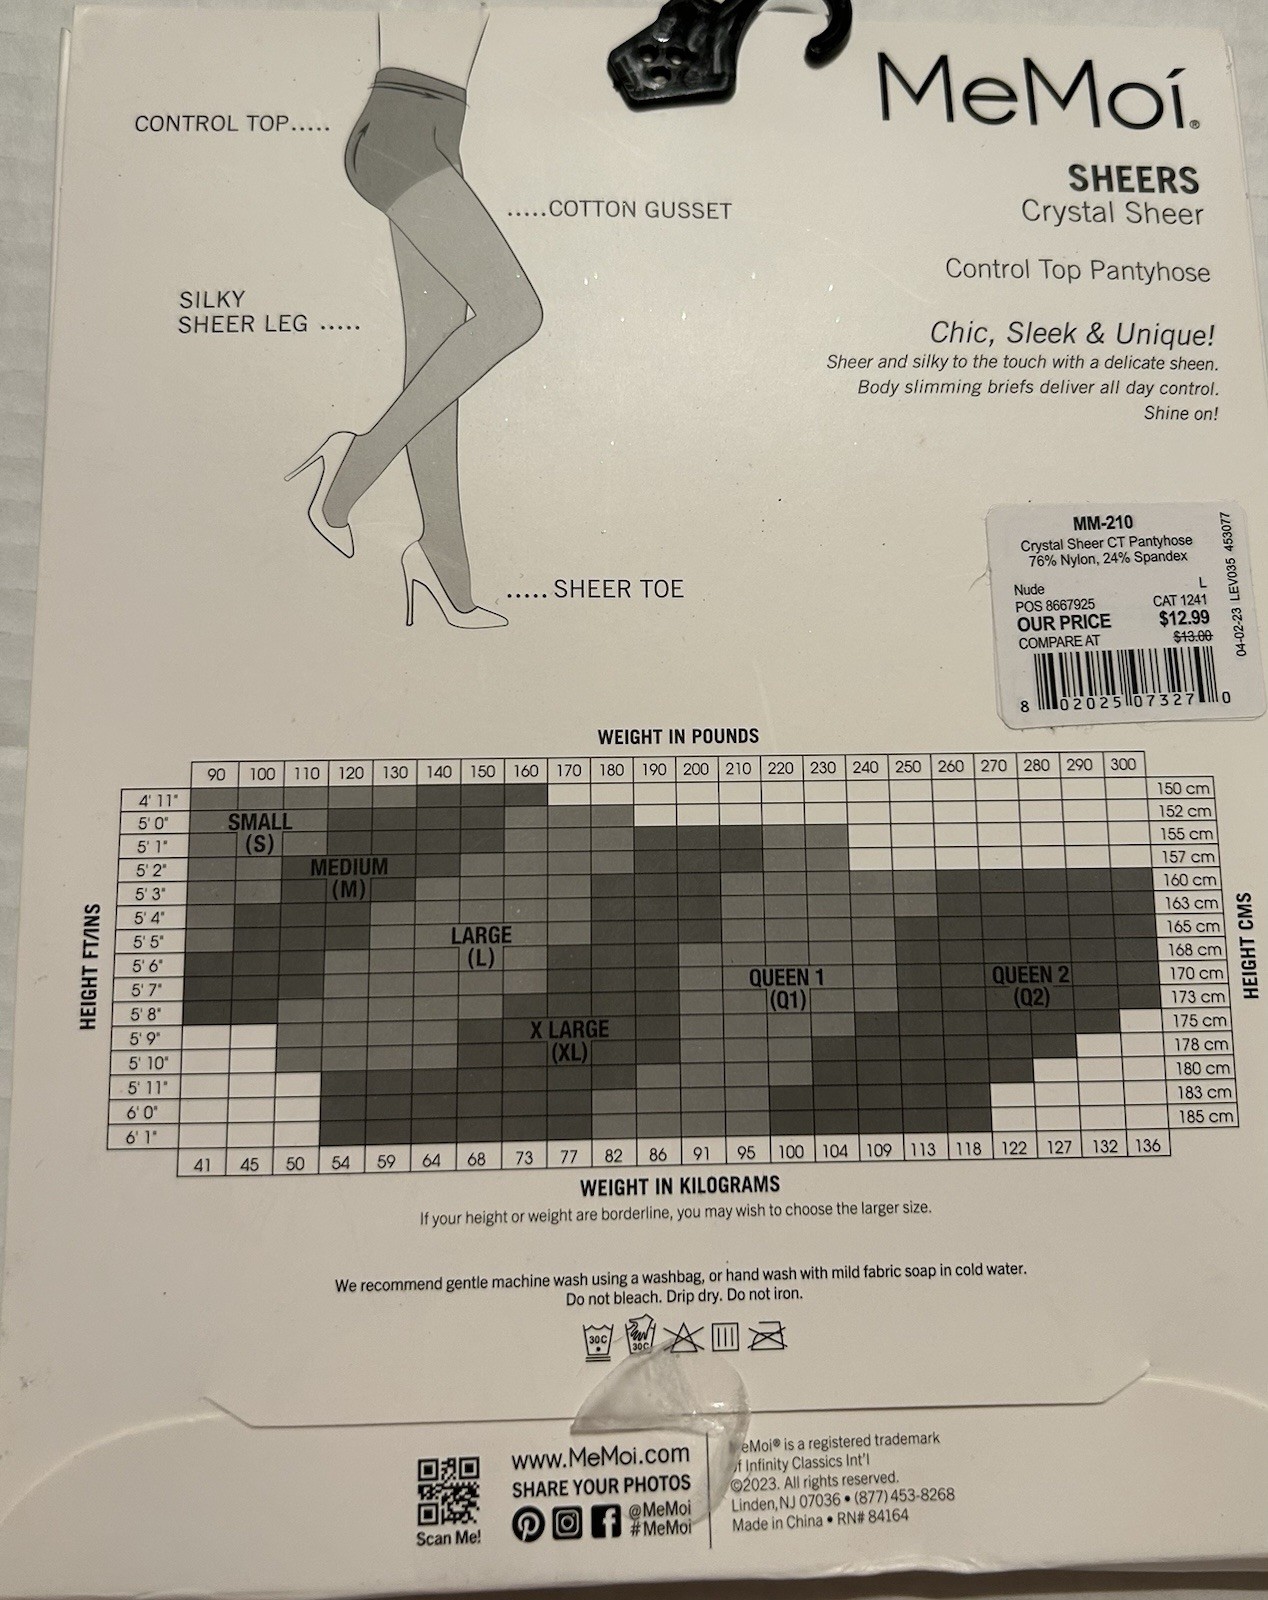 MeMoí®
CONTROL TOP.....
SHEERS
Crystal Sheer
.....COTTON GUSSET
Control Top Pantyhose
SILKY
SHEER LEG .....
Chic, Sleek & Unique!
Sheer and silky to the touch with a delicate sheen.
Body slimming briefs deliver all day control.
Shine on!
..... SHEER TOE
MM-210
Crystal Sheer CT Pantyhose
76% Nylon, 24% Spandex
Nude L
POS 8667925 CAT 1241
OUR PRICE $12.99
COMPARE AT $13.00
8 02025 07327 0
04-02-23 LEV035 453077
WEIGHT IN POUNDS
90 100 110 120 130 140 150 160 170 180 190 200 210 220 230 240 250 260 270 280 290 300
HEIGHT FT/INS
4' 11" 150 cm
5' 0" 152 cm
5' 1" 155 cm
5' 2" 157 cm
5' 3" 160 cm
5' 4" 163 cm
5' 5" 165 cm
5' 6" 168 cm
5' 7" 170 cm
5' 8" 173 cm
5' 9" 175 cm
5' 10" 178 cm
5' 11" 180 cm
6' 0" 183 cm
6' 1" 185 cm
HEIGHT CMS
SMALL
(S)
MEDIUM
(M)
LARGE
(L)
X LARGE
(XL)
QUEEN 1
(Q1)
QUEEN 2
(Q2)
41 45 50 54 59 64 68 73 77 82 86 91 95 100 104 109 113 118 122 127 132 136
WEIGHT IN KILOGRAMS
If your height or weight are borderline, you may wish to choose the larger size.
We recommend gentle machine wash using a washbag, or hand wash with mild fabric soap in cold water.
Do not bleach. Drip dry. Do not iron.
30C 30C
Scan Me!
www.MeMoi.com
SHARE YOUR PHOTOS
@MeMoi
#MeMoi
eMoi® is a registered trademark
f Infinity Classics Int'l
©2023. All rights reserved.
Linden, NJ 07036 • (877) 453-8268
Made in China • RN# 84164